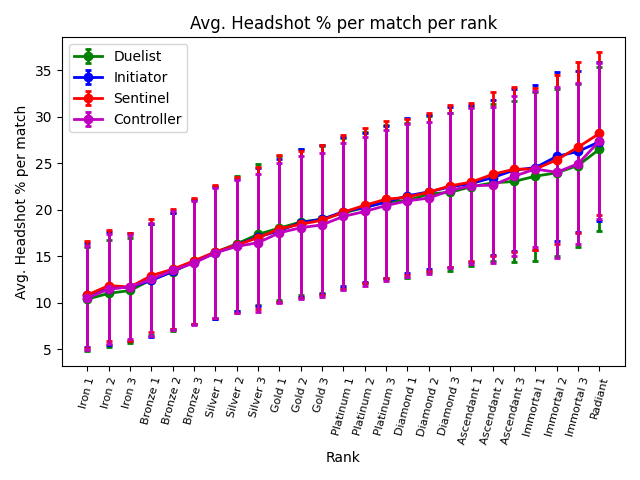 Avg. Headshot % per match per rank
Avg. Headshot % per match
35
30
25
20
15
10
5
Duelist
Initiator
Sentinel
Controller
Iron 1
Iron 2
Iron 3
Bronze 1
Bronze 2
Bronze 3
Silver 1
Silver 2
Silver 3
Gold 1
Gold 2
Gold 3
Platinum 1
Platinum 2
Platinum 3
Diamond 1
Diamond 2
Diamond 3
Ascendant 1
Ascendant 2
Ascendant 3
Immortal 1
Immortal 2
Immortal 3
Radiant
Rank